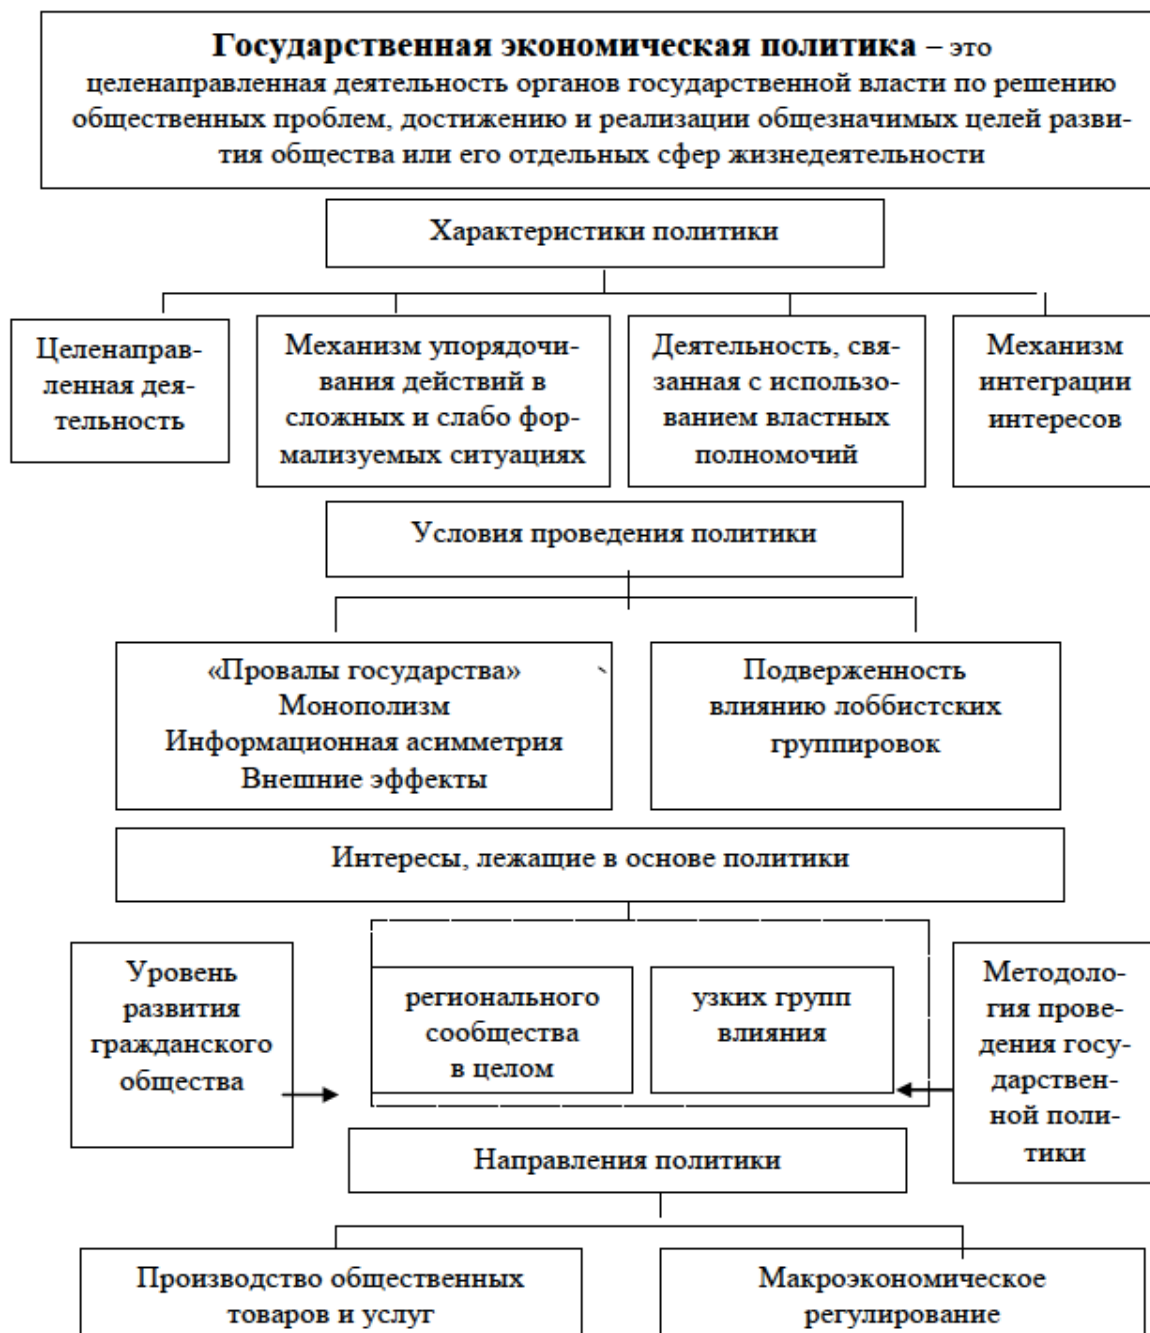 Государственная экономическая политика – это
целенаправленная деятельность органов государственной власти по решению
общественных проблем, достижению и реализации общезначимых целей разви-
тия общества или его отдельных сфер жизнедеятельности
Характеристики политики
Целенаправ-
ленная дея-
тельность
Механизм упорядочи-
вания действий в
сложных и слабо фор-
мализуемых ситуациях
Деятельность, свя-
занная с использо-
ванием властных
полномочий
Механизм
интеграции
интересов
Условия проведения политики
«Провалы государства»
Монополизм
Информационная асимметрия
Внешние эффекты
Подверженность
влиянию лоббистских
группировок
Интересы, лежащие в основе политики
Уровень
развития
гражданского
общества
регионального
сообщества
в целом
узких групп
влияния
Методоло-
гия прове-
дения госу-
дарствен-
ной поли-
тики
Направления политики
Производство общественных
товаров и услуг
Макроэкономическое
регулирование